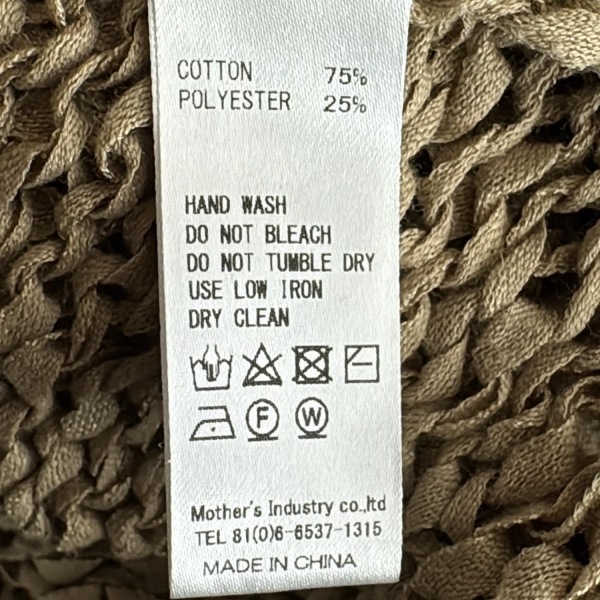 COTTON 75%
POLYESTER 25%
HAND WASH
DO NOT BLEACH
DO NOT TUMBLE DRY
USE LOW IRON
DRY CLEAN
F W
Mother's Industry co.,ltd
TEL 81(0)6-6537-1315
MADE IN CHINA